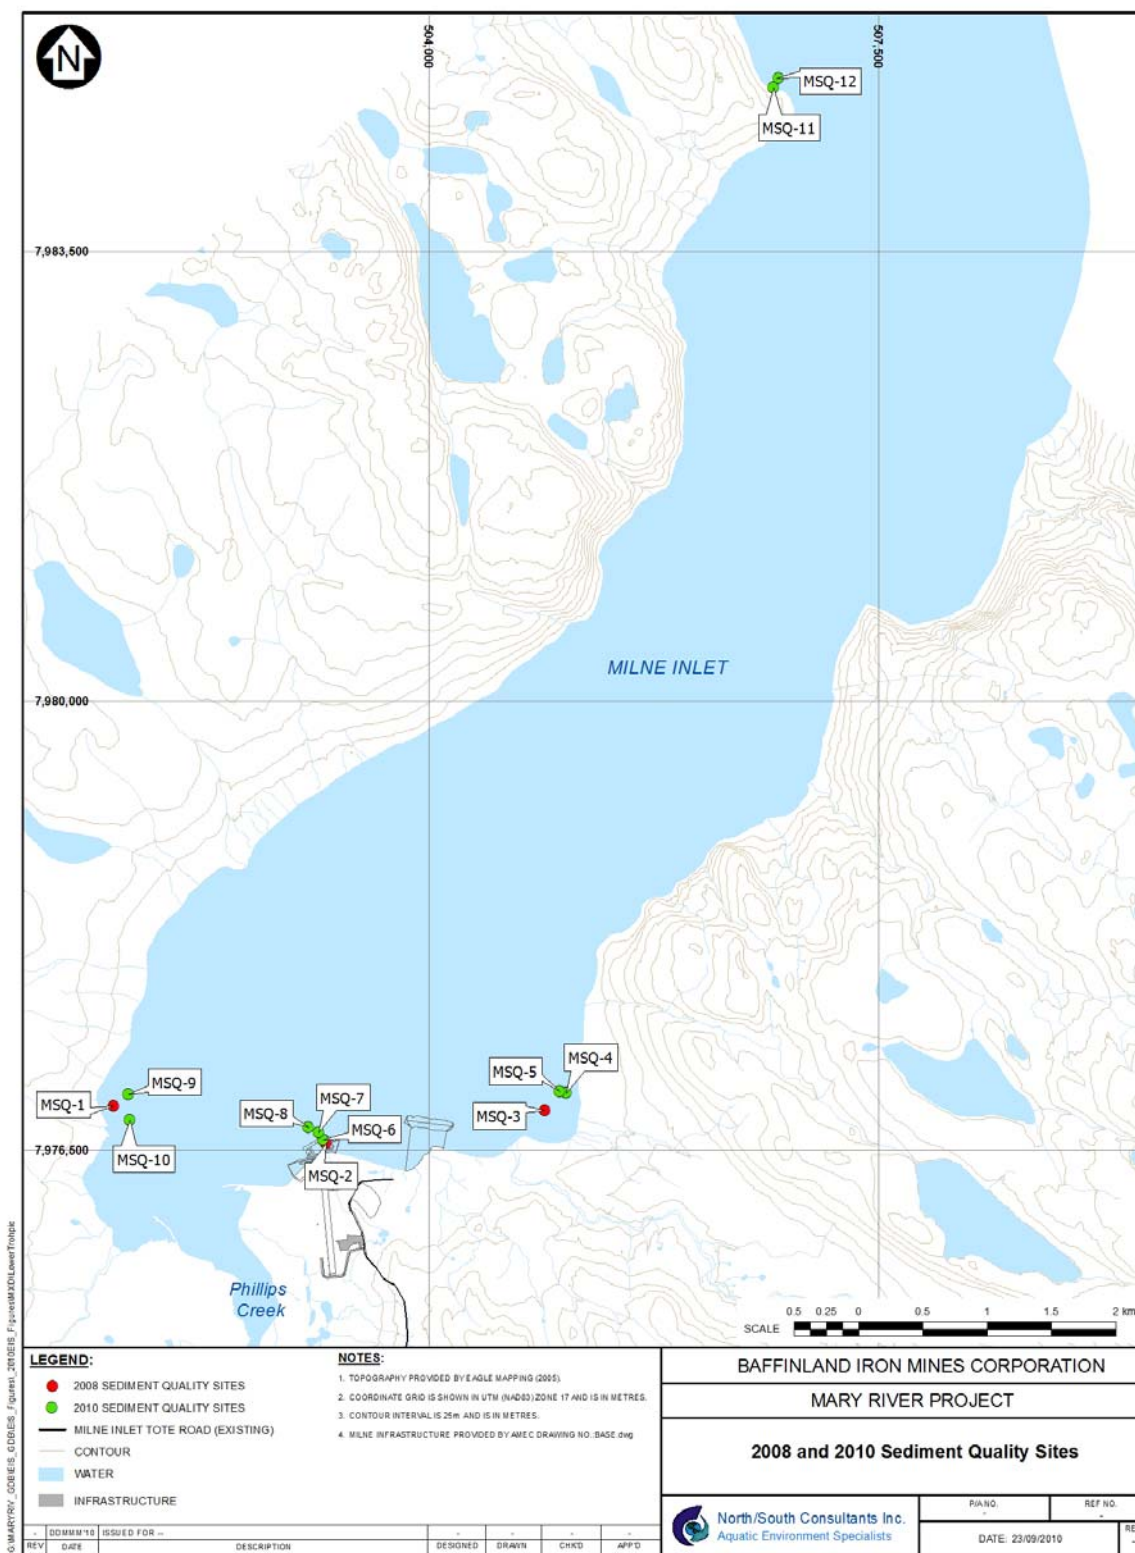 N
504,000
507,500
MSQ-12
MSQ-11
7,983,500
MILNE INLET
7,980,000
MSQ-9
MSQ-1
MSQ-10
MSQ-7
MSQ-8
MSQ-6
MSQ-2
MSQ-4
MSQ-5
MSQ-3
7,976,500
Phillips
Creek
0.5 0.25 0 0.5 1 1.5 2 km
SCALE
LEGEND:
2008 SEDIMENT QUALITY SITES
2010 SEDIMENT QUALITY SITES
MILNE INLET TOTE ROAD (EXISTING)
CONTOUR
WATER
INFRASTRUCTURE
NOTES:
1. TOPOGRAPHY PROVIDED BY EAGLE MAPPING (2005).
2. COORDINATE GRID IS SHOWN IN UTM (NAD83) ZONE 17 AND IS IN METRES.
3. CONTOUR INTERVAL IS 25m AND IS IN METRES.
4. MILNE INFRASTRUCTURE PROVIDED BY AMEC DRAWING NO.:BASE.dwg
BAFFINLAND IRON MINES CORPORATION
MARY RIVER PROJECT
2008 and 2010 Sediment Quality Sites
North/South Consultants Inc.
Aquatic Environment Specialists
P/A NO.
-
REF NO.
-
DATE: 23/09/2010
- DDMMM'10 ISSUED FOR -- - - - -
REV DATE DESCRIPTION DESIGNED DRAWN CHK'D APP'D